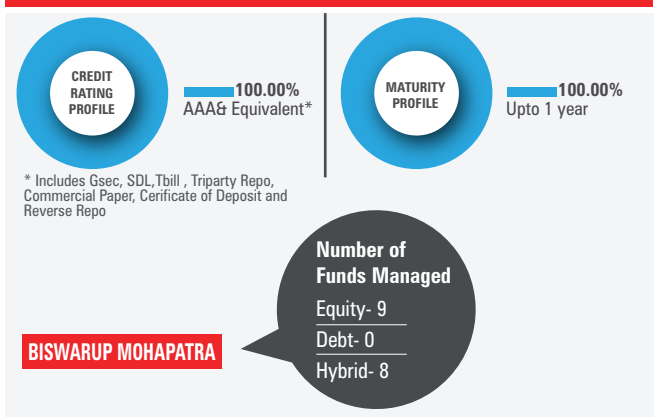 CREDIT
RATING
PROFILE
100.00%
AAA& Equivalent*
MATURITY
PROFILE
100.00%
Upto 1 year
* Includes Gsec, SDL,Tbill , Triparty Repo,
Commercial Paper, Cerificate of Deposit and
Reverse Repo
Number of
Funds Managed
Equity- 9
Debt- 0
Hybrid- 8
BISWARUP MOHAPATRA